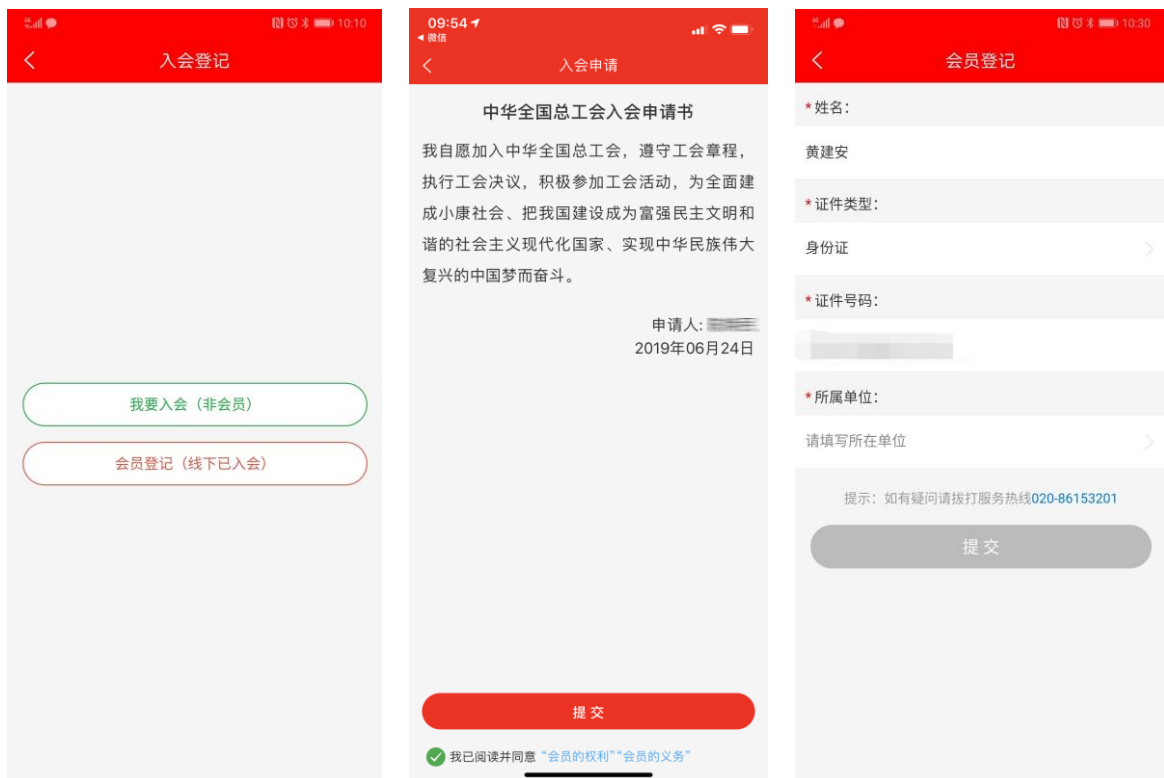 10:10
入会登记
我要入会（非会员）
会员登记（线下已入会）
09:54
微信
入会申请
中华全国总工会入会申请书
我自愿加入中华全国总工会，遵守工会章程，
执行工会决议，积极参加工会活动，为全面建
成小康社会、把我国建设成为富强民主文明和
谐的社会主义现代化国家、实现中华民族伟大
复兴的中国梦而奋斗。
申请人:
2019年06月24日
提交
我已阅读并同意 “会员的权利”“会员的义务”
10:30
会员登记
*姓名：
黄建安
*证件类型：
身份证
*证件号码：
*所属单位：
请填写所在单位
提示：如有疑问请拔打服务热线020-86153201
提交